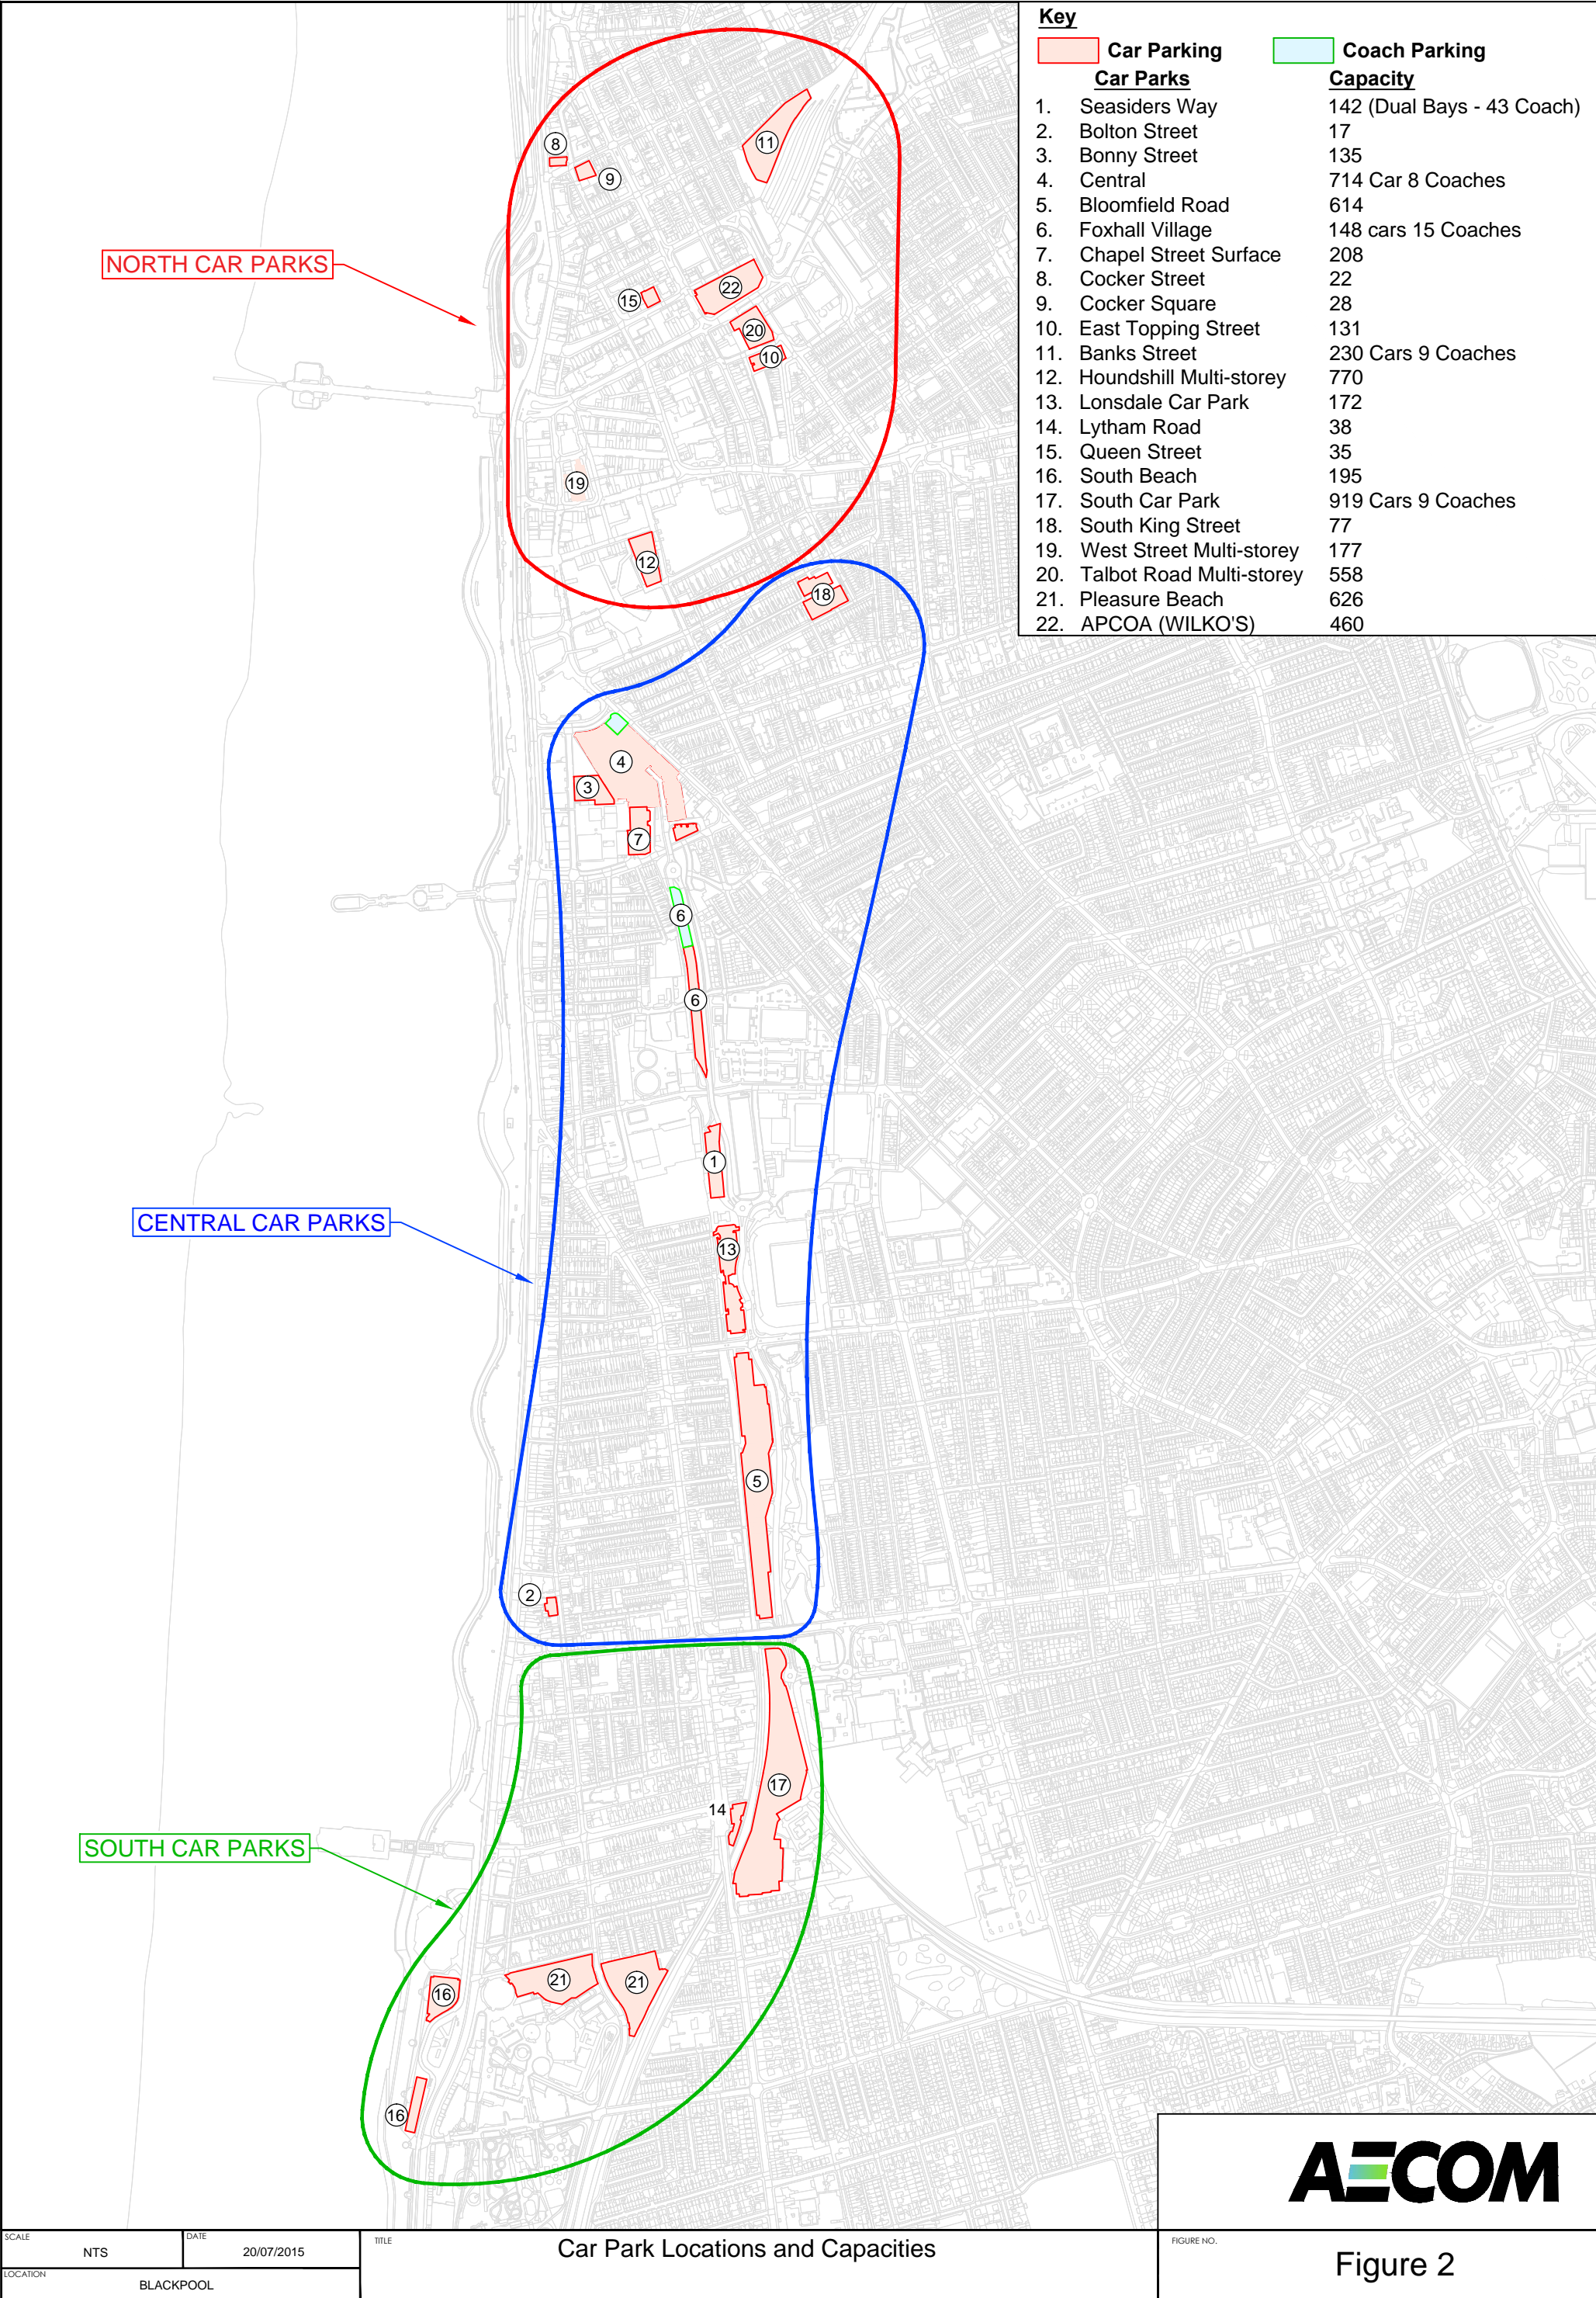 Key
Car Parking Coach Parking
Car Parks Capacity
1. Seasiders Way 142 (Dual Bays - 43 Coach)
2. Bolton Street 17
3. Bonny Street 135
4. Central 714 Car 8 Coaches
5. Bloomfield Road 614
6. Foxhall Village 148 cars 15 Coaches
7. Chapel Street Surface 208
8. Cocker Street 22
9. Cocker Square 28
10. East Topping Street 131
11. Banks Street 230 Cars 9 Coaches
12. Houndshill Multi-storey 770
13. Lonsdale Car Park 172
14. Lytham Road 38
15. Queen Street 35
16. South Beach 195
17. South Car Park 919 Cars 9 Coaches
18. South King Street 77
19. West Street Multi-storey 177
20. Talbot Road Multi-storey 558
21. Pleasure Beach 626
22. APCOA (WILKO'S) 460
8
11
9
NORTH CAR PARKS
22
15
20
10
19
12
18
4
3
7
6
6
1
CENTRAL CAR PARKS
13
5
2
17
14
SOUTH CAR PARKS
21
21
16
16
AECOM
SCALE
NTS
DATE
20/07/2015
TITLE
Car Park Locations and Capacities
FIGURE NO.
Figure 2
LOCATION
BLACKPOOL